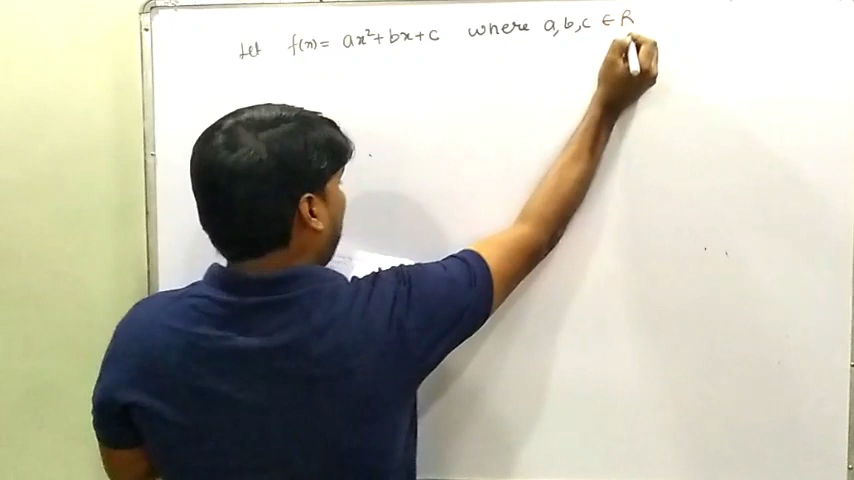 Let f(x) = ax²+bx+c where a,b,c ∈ R